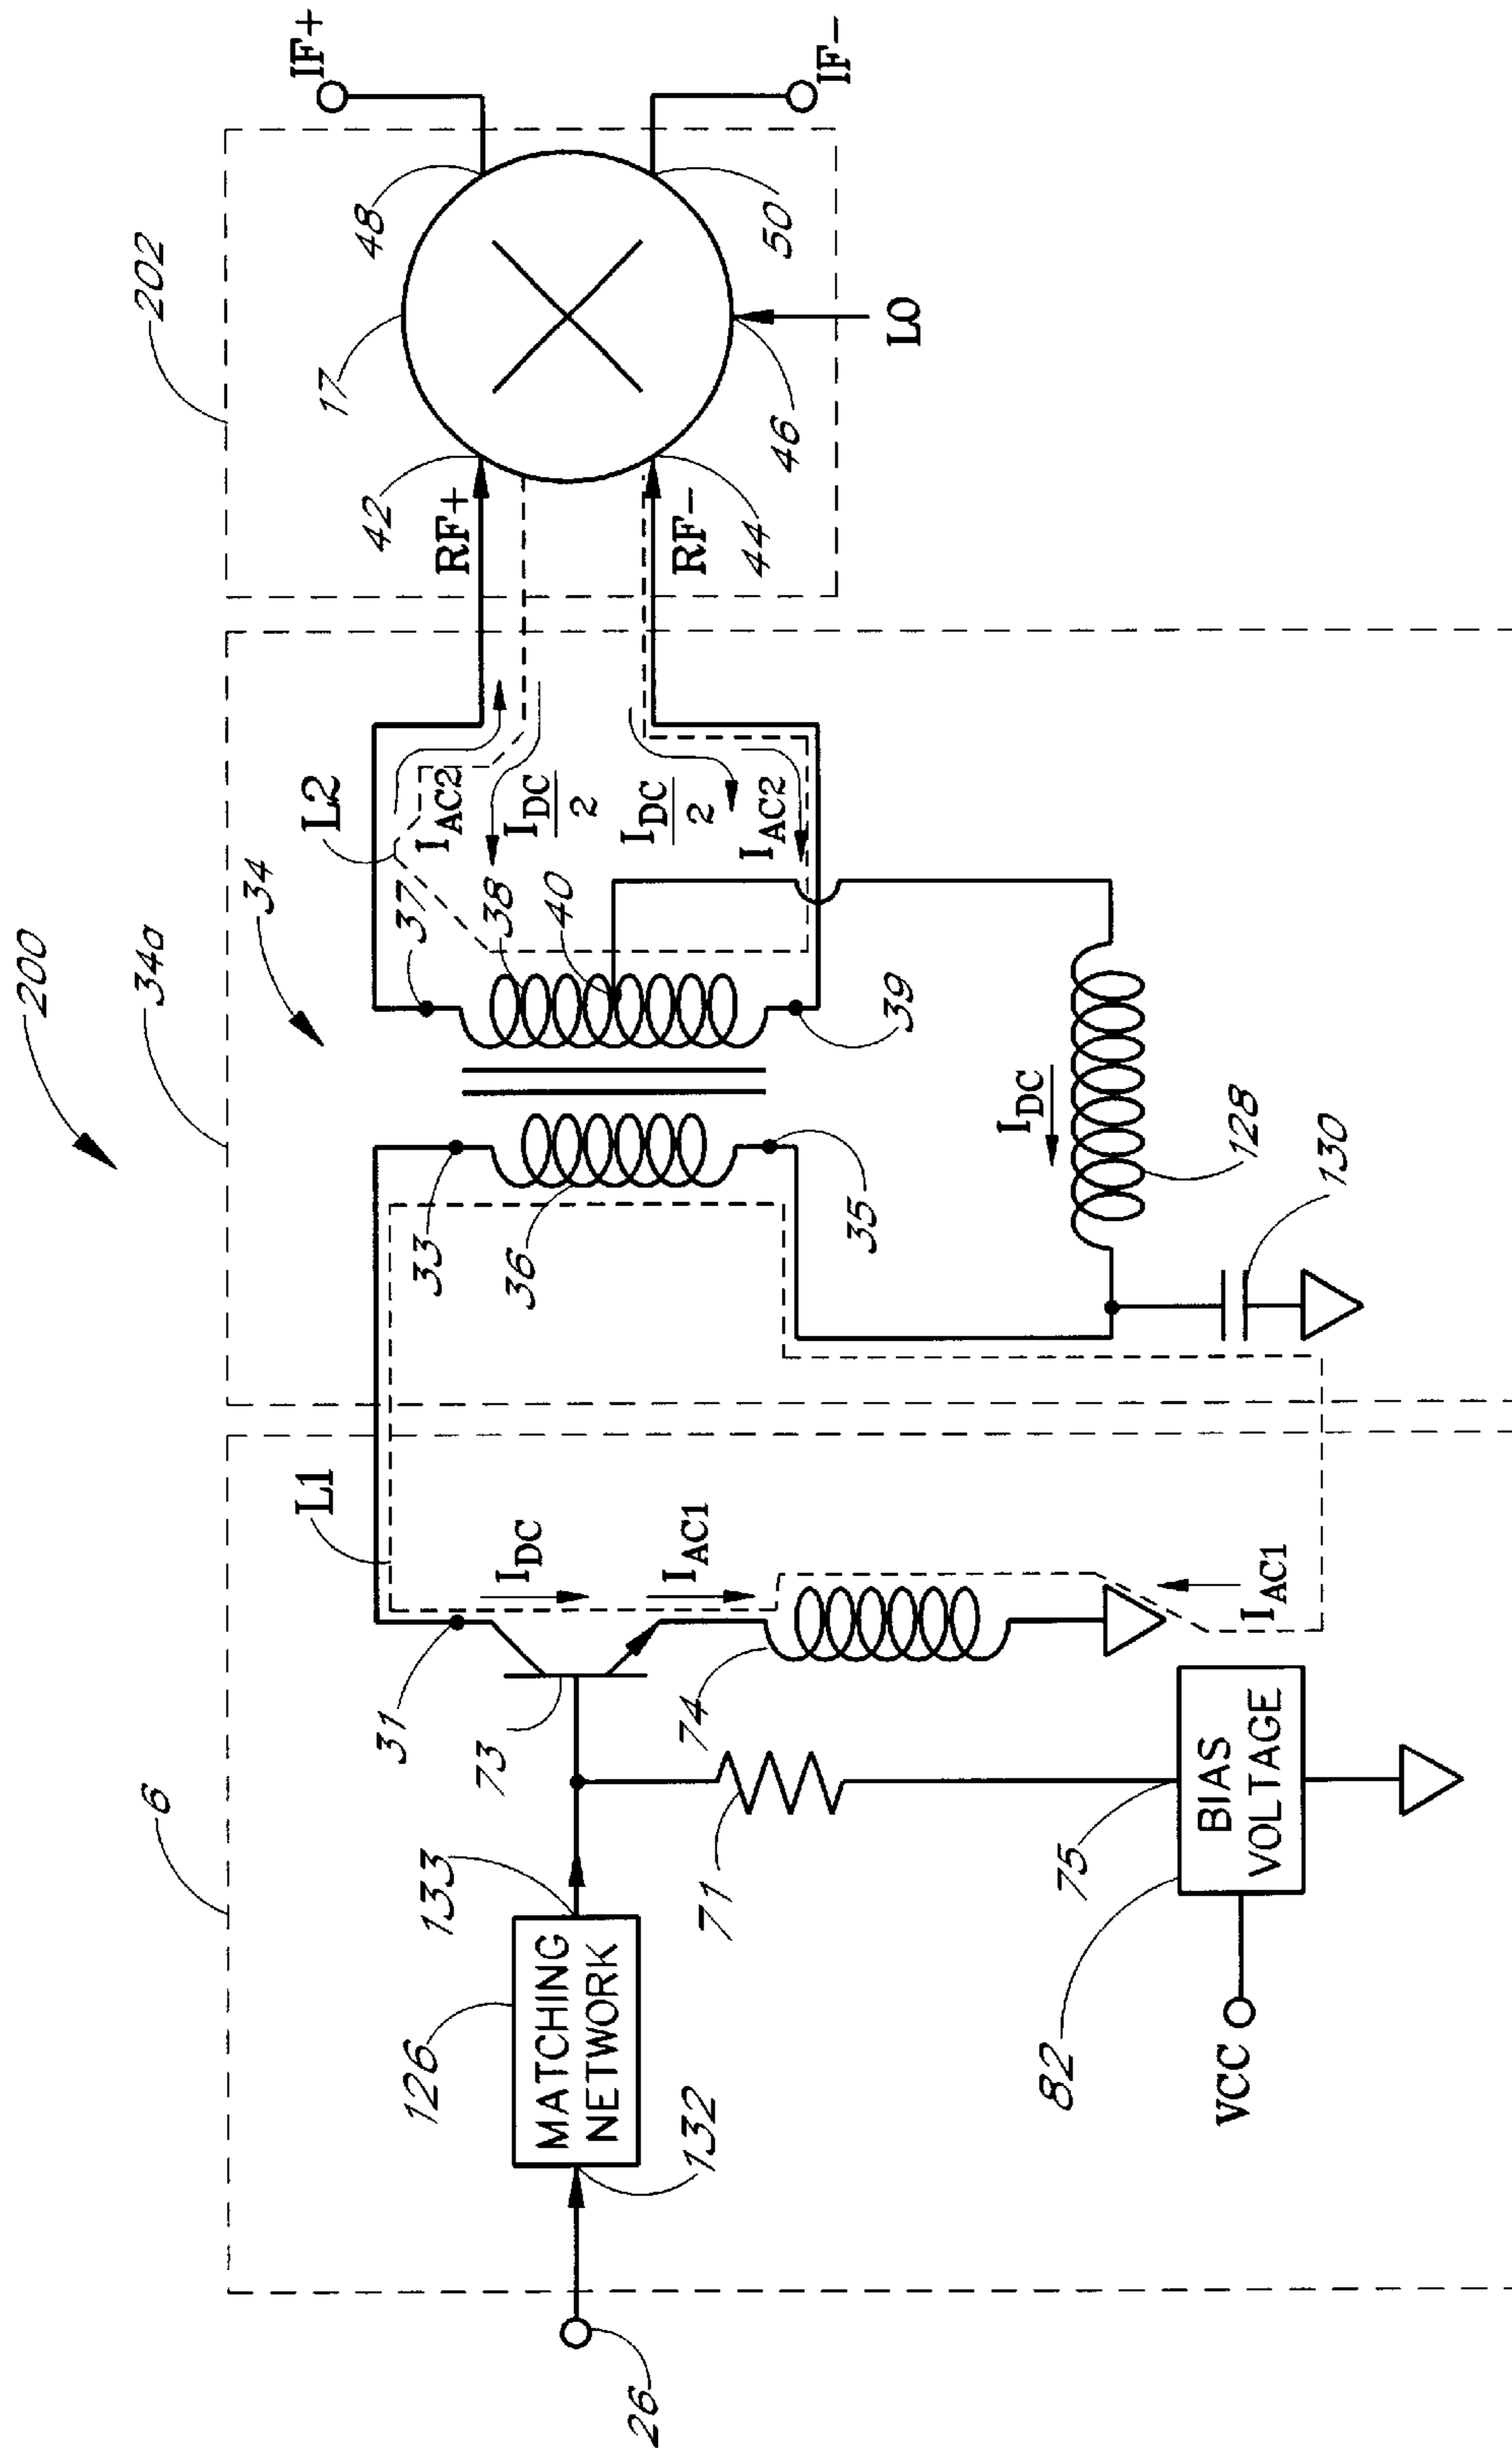 200
6
34a
202
34
L1
L2
IF+
IF-
17
48
50
42
RF+
RF-
44
46
LO
37
I_AC2
I_DC/2
I_DC/2
I_AC2
38
40
39
33
36
35
31
I_DC
I_AC1
73
74
126
MATCHING
NETWORK
133
132
26
71
I_DC
128
130
I_AC1
75
BIAS
VOLTAGE
82
VCC